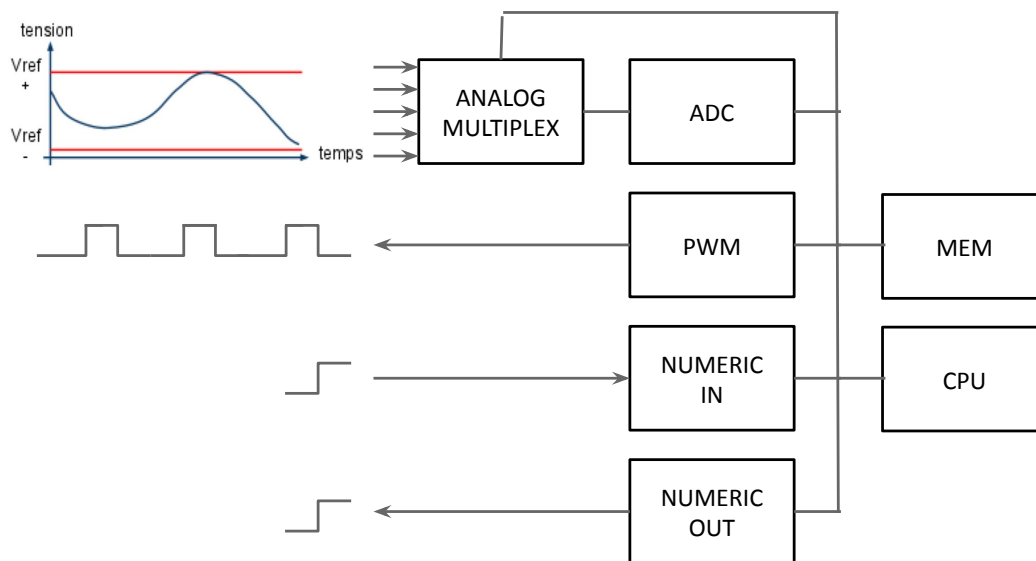 tension
Vref
+
Vref
-
temps
ANALOG
MULTIPLEX
ADC
PWM
MEM
NUMERIC
IN
CPU
NUMERIC
OUT